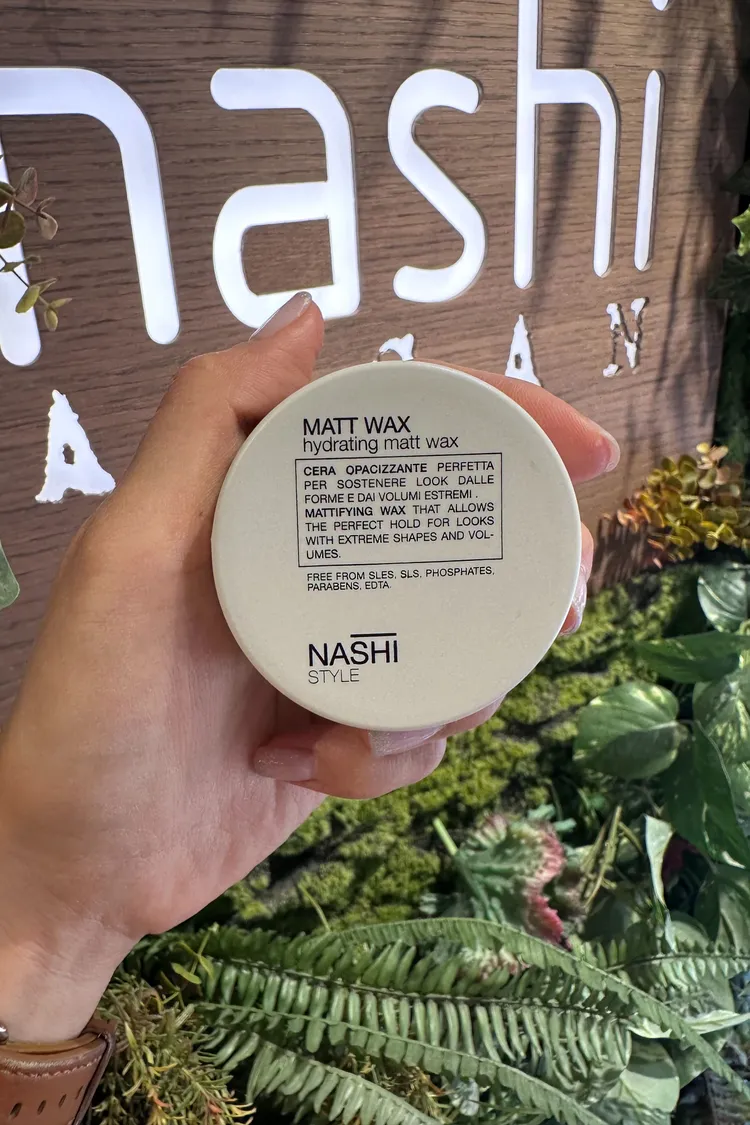 nashi
A GAN
MATT WAX
hydrating matt wax
CERA OPACIZZANTE PERFETTA
PER SOSTENERE LOOK DALLE
FORME E DAI VOLUMI ESTREMI .
MATTIFYING WAX THAT ALLOWS
THE PERFECT HOLD FOR LOOKS
WITH EXTREME SHAPES AND VOL-
UMES.
FREE FROM SLES, SLS, PHOSPHATES,
PARABENS, EDTA.
NASHI
STYLE